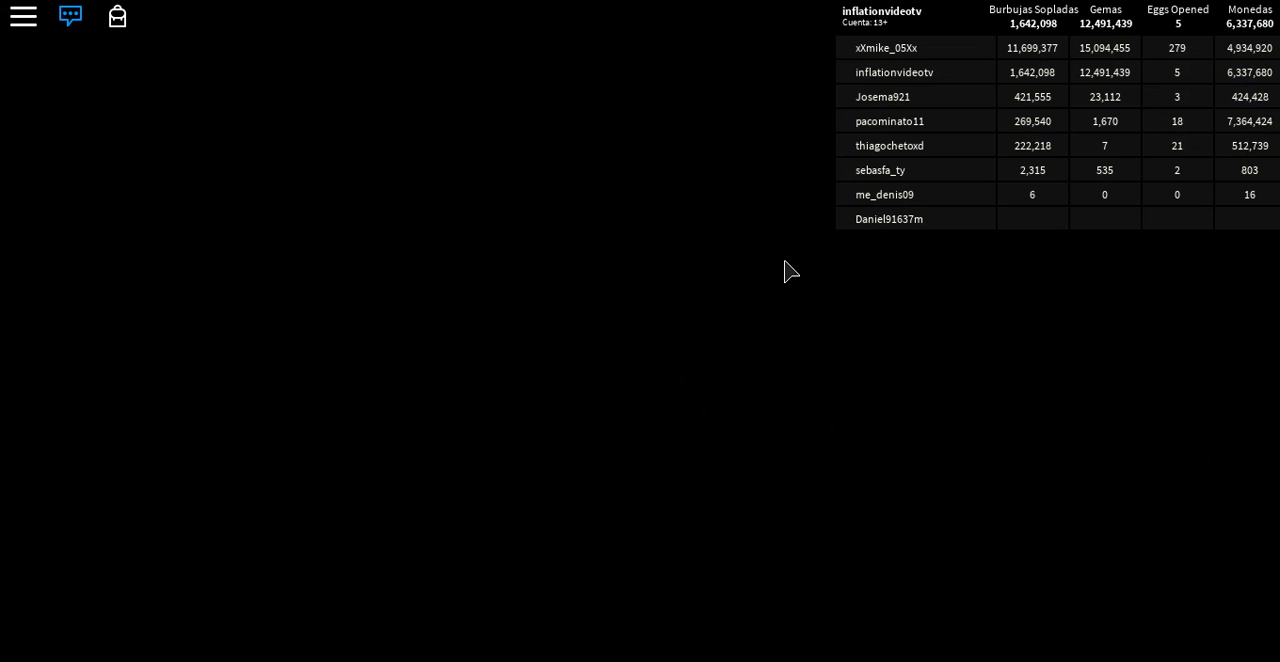 inflationvideotv Burbujas Sopladas Gemas Eggs Opened Monedas
Cuenta: 13+ 1,642,098 12,491,439 5 6,337,680
xXmike_05Xx 11,699,377 15,094,455 279 4,934,920
inflationvideotv 1,642,098 12,491,439 5 6,337,680
Josema921 421,555 23,112 3 424,428
pacominato11 269,540 1,670 18 7,364,424
thiagochetoxd 222,218 7 21 512,739
sebasfa_ty 2,315 535 2 803
me_denis09 6 0 0 16
Daniel91637m